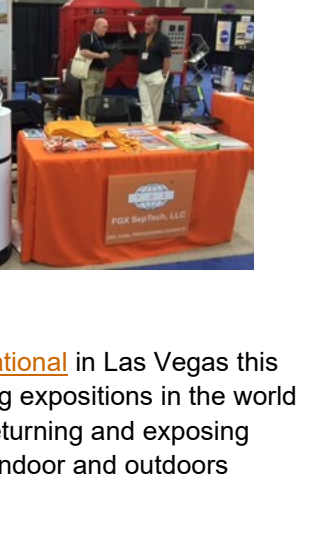 F G X
FGX SepTech, LLC
DRY COAL PROCESSING EXPERTS
ational in Las Vegas this
g expositions in the world
eturning and exposing
ndoor and outdoors